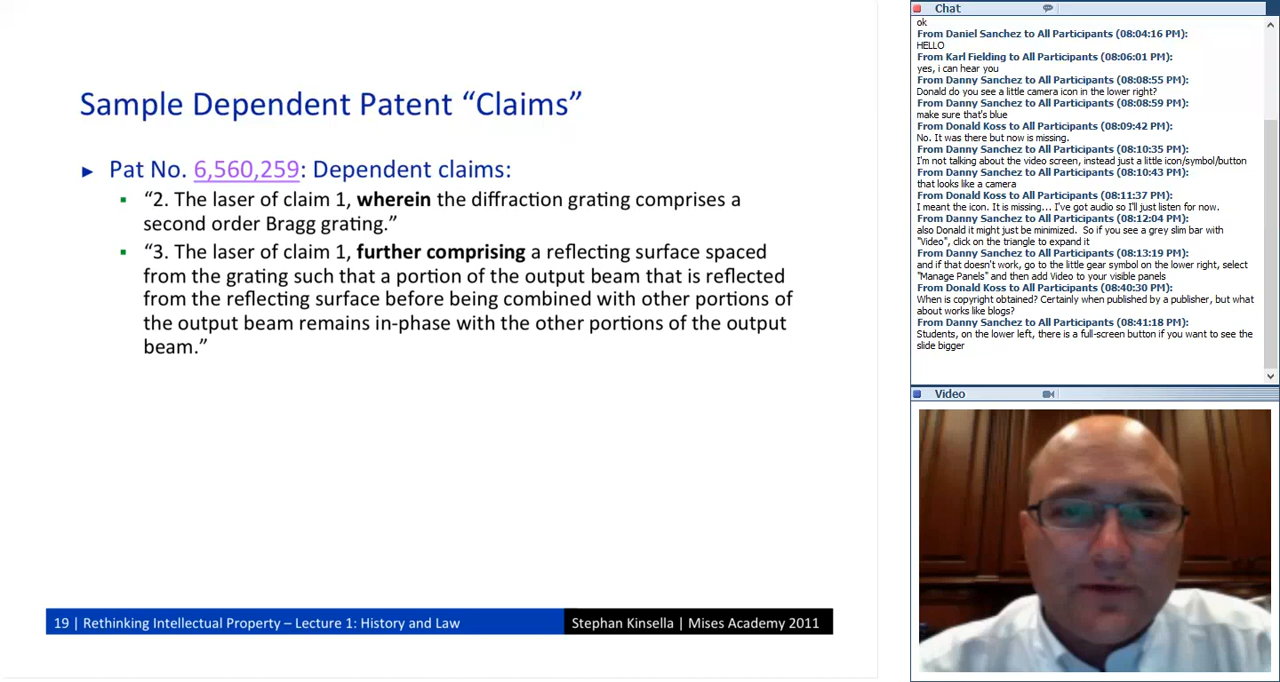 Sample Dependent Patent “Claims”
► Pat No. 6,560,259: Dependent claims:
▪ “2. The laser of claim 1, wherein the diffraction grating comprises a
second order Bragg grating.”
▪ “3. The laser of claim 1, further comprising a reflecting surface spaced
from the grating such that a portion of the output beam that is reflected
from the reflecting surface before being combined with other portions of
the output beam remains in-phase with the other portions of the output
beam.”
19 | Rethinking Intellectual Property – Lecture 1: History and Law
Stephan Kinsella | Mises Academy 2011
Chat
ok
From Daniel Sanchez to All Participants (08:04:16 PM):
HELLO
From Karl Fielding to All Participants (08:06:01 PM):
yes, i can hear you
From Danny Sanchez to All Participants (08:08:55 PM):
Donald do you see a little camera icon in the lower right?
From Danny Sanchez to All Participants (08:08:59 PM):
make sure that's blue
From Donald Koss to All Participants (08:09:42 PM):
No. It was there but now is missing.
From Danny Sanchez to All Participants (08:10:35 PM):
I'm not talking about the video screen, instead just a little icon/symbol/button
From Danny Sanchez to All Participants (08:10:43 PM):
that looks like a camera
From Donald Koss to All Participants (08:11:37 PM):
I meant the icon. It is missing... I've got audio so I'll just listen for now.
From Danny Sanchez to All Participants (08:12:04 PM):
also Donald it might just be minimized. So if you see a grey slim bar with
"Video", click on the triangle to expand it
From Danny Sanchez to All Participants (08:13:19 PM):
and if that doesn't work, go to the little gear symbol on the lower right, select
"Manage Panels" and then add Video to your visible panels
From Donald Koss to All Participants (08:40:30 PM):
When is copyright obtained? Certainly when published by a publisher, but what
about works like blogs?
From Danny Sanchez to All Participants (08:41:18 PM):
Students, on the lower left, there is a full-screen button if you want to see the
slide bigger
Video